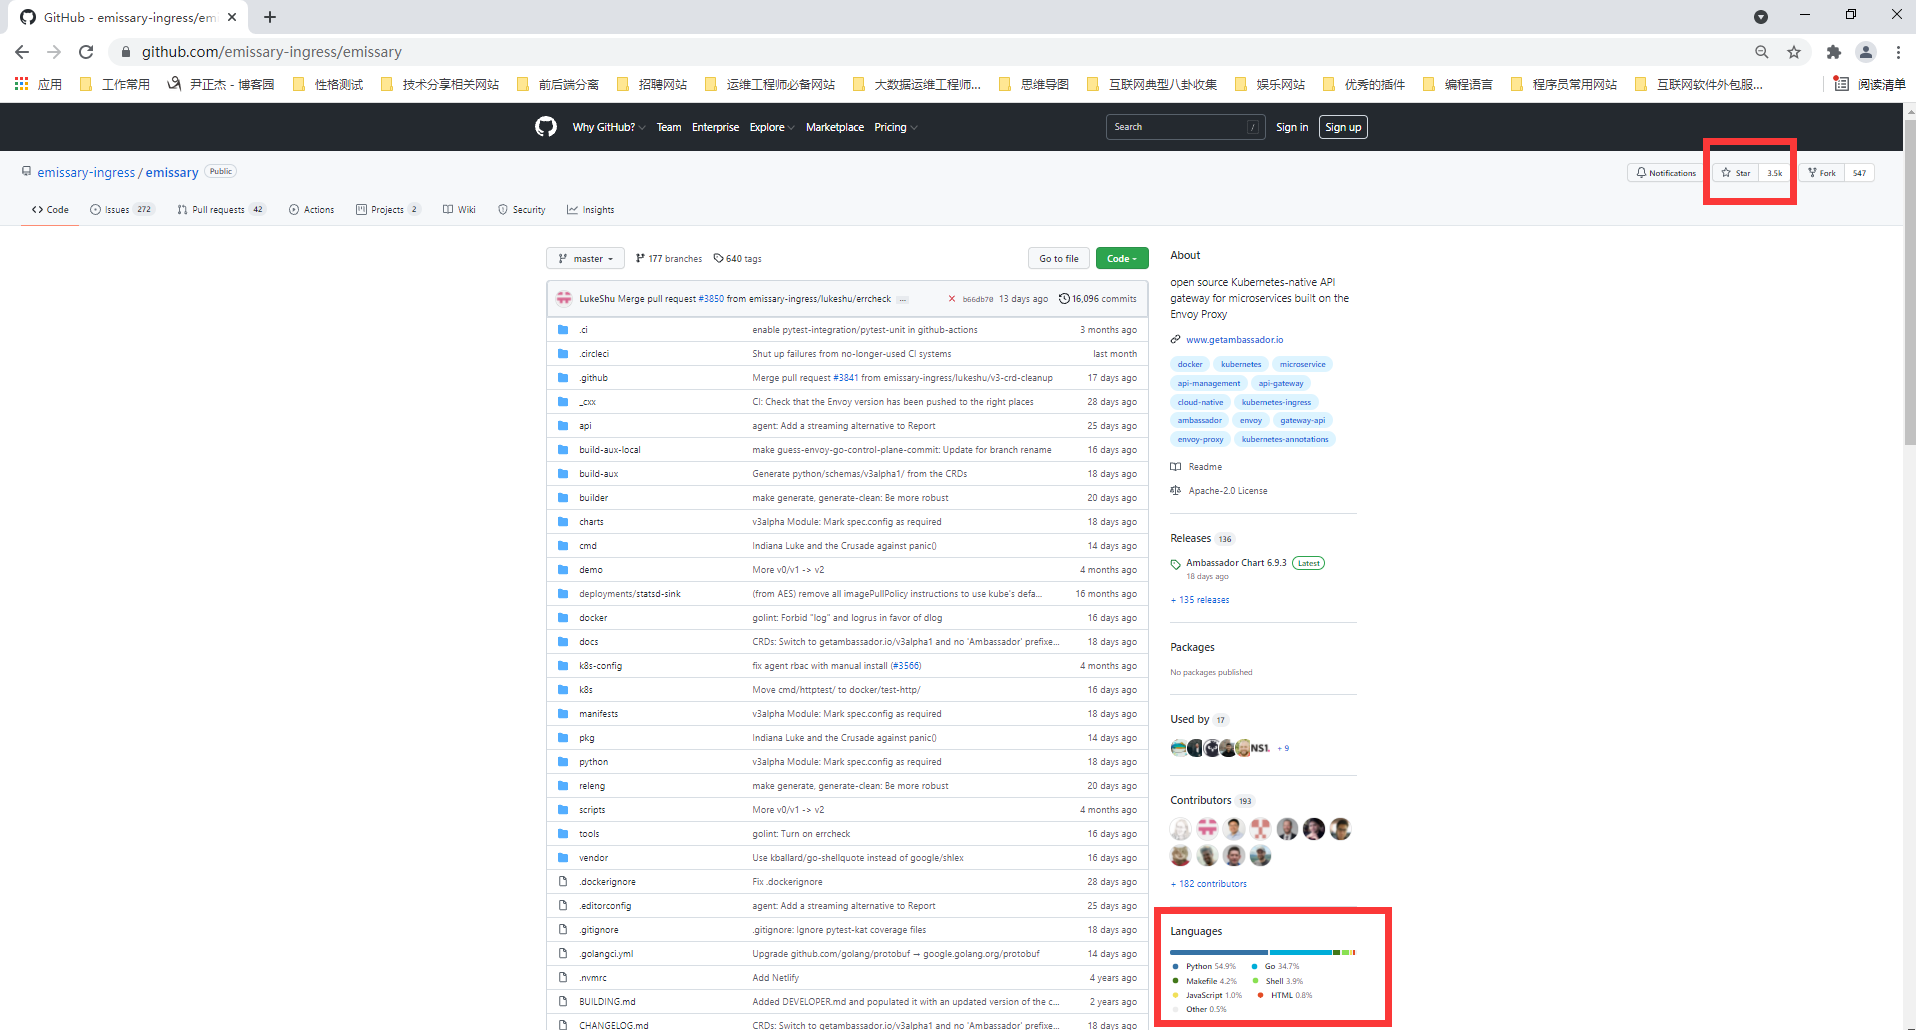 GitHub - emissary-ingress/em
github.com/emissary-ingress/emissary
应用 工作常用 尹正杰 - 博客园 性格测试 技术分享相关网站 前后端分离 招聘网站 运维工程师必备网站 大数据运维工程师... 思维导图 互联网典型八卦收集 娱乐网站 优秀的插件 编程语言 程序员常用网站 互联网软件外包服... 阅读清单
Why GitHub? Team Enterprise Explore Marketplace Pricing Search / Sign in Sign up
emissary-ingress / emissary Public Notifications Star 3.5k Fork 547
Code Issues 272 Pull requests 42 Actions Projects 2 Wiki Security Insights
master 177 branches 640 tags Go to file Code
LukeShu Merge pull request #3850 from emissary-ingress/lukeshu/errcheck ... b66db70 13 days ago 16,096 commits
.ci enable pytest-integration/pytest-unit in github-actions 3 months ago
.circleci Shut up failures from no-longer-used CI systems last month
.github Merge pull request #3841 from emissary-ingress/lukeshu/v3-crd-cleanup 17 days ago
_cxx CI: Check that the Envoy version has been pushed to the right places 28 days ago
api agent: Add a streaming alternative to Report 25 days ago
build-aux-local make guess-envoy-go-control-plane-commit: Update for branch rename 16 days ago
build-aux Generate python/schemas/v3alpha1/ from the CRDs 18 days ago
builder make generate, generate-clean: Be more robust 20 days ago
charts v3alpha Module: Mark spec.config as required 18 days ago
cmd Indiana Luke and the Crusade against panic() 14 days ago
demo More v0/v1 -> v2 4 months ago
deployments/statsd-sink (from AES) remove all imagePullPolicy instructions to use kube's defa... 16 months ago
docker golint: Forbid "log" and logrus in favor of dlog 16 days ago
docs CRDs: Switch to getambassador.io/v3alpha1 and no 'Ambassador' prefixe... 18 days ago
k8s-config fix agent rbac with manual install (#3566) 4 months ago
k8s Move cmd/httptest/ to docker/test-http/ 16 days ago
manifests v3alpha Module: Mark spec.config as required 18 days ago
pkg Indiana Luke and the Crusade against panic() 14 days ago
python v3alpha Module: Mark spec.config as required 18 days ago
releng make generate, generate-clean: Be more robust 20 days ago
scripts More v0/v1 -> v2 4 months ago
tools golint: Turn on errcheck 16 days ago
vendor Use kballard/go-shellquote instead of google/shlex 16 days ago
.dockerignore Fix .dockerignore 28 days ago
.editorconfig agent: Add a streaming alternative to Report 25 days ago
.gitignore .gitignore: Ignore pytest-kat coverage files 18 days ago
.golangci.yml Upgrade github.com/golang/protobuf → google.golang.org/protobuf 14 days ago
.nvmrc Add Netlify 4 years ago
BUILDING.md Added DEVELOPER.md and populated it with an updated version of the c... 2 years ago
CHANGELOG.md CRDs: Switch to getambassador.io/v3alpha1 and no 'Ambassador' prefixe... 18 days ago
About
open source Kubernetes-native API
gateway for microservices built on the
Envoy Proxy
www.getambassador.io
docker kubernetes microservice
api-management api-gateway
cloud-native kubernetes-ingress
ambassador envoy gateway-api
envoy-proxy kubernetes-annotations
Readme
Apache-2.0 License
Releases 136
Ambassador Chart 6.9.3 Latest
18 days ago
+ 135 releases
Packages
No packages published
Used by 17
NS1. + 9
Contributors 193
+ 182 contributors
Languages
Python 54.9% Go 34.7%
Makefile 4.2% Shell 3.9%
JavaScript 1.0% HTML 0.8%
Other 0.5%